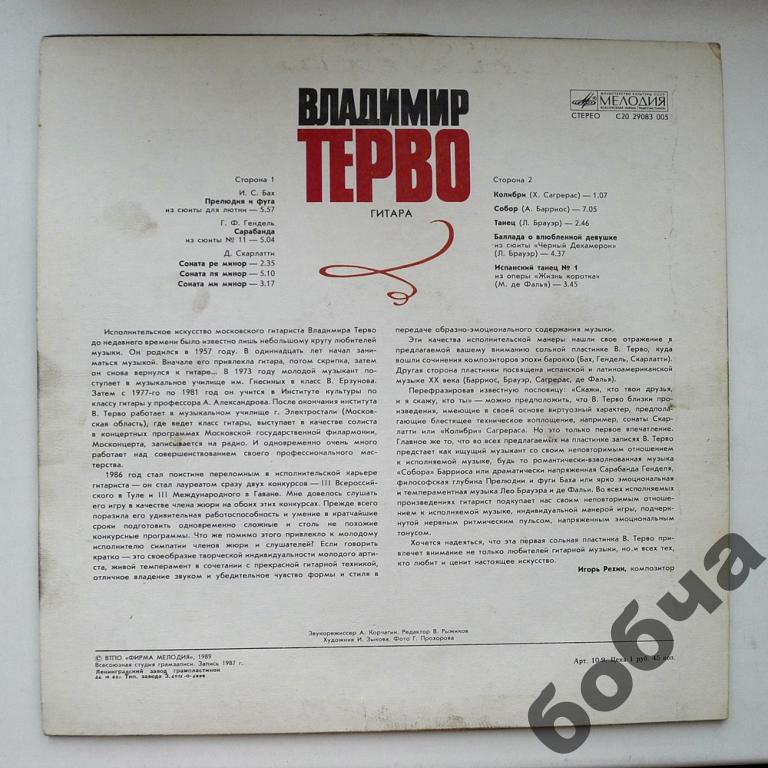 ВЛАДИМИР
ТЕРВО
ГИТАРА
МИНИСТЕРСТВО КУЛЬТУРЫ СССР
МЕЛОДИЯ
ВСЕСОЮЗНАЯ ФИРМА ГРАМПЛАСТИНОК
СТЕРЕО С20 29083 005
Сторона 1
И. С. Бах
Прелюдия и фуга
из сюиты для лютни — 5.57
Г. Ф. Гендель
Сарабанда
из сюиты № 11 — 5.04
Д. Скарлатти
Соната ре минор — 2.35
Соната ля минор — 5.10
Соната ми минор — 3.17
Сторона 2
Колибри (Х. Сагрерас) — 1.07
Собор (А. Барриос) — 7.05
Танец (Л. Брауэр) — 2.46
Баллада о влюбленной девушке
из сюиты «Черный Декамерон»
(Л. Брауэр) — 4.37
Испанский танец № 1
из оперы «Жизнь коротка»
(М. де Фалья) — 3.45
Исполнительское искусство московского гитариста Владимира Терво
до недавнего времени было известно лишь небольшому кругу любителей
музыки. Он родился в 1957 году. В одиннадцать лет начал зани-
маться музыкой. Вначале его привлекла гитара, потом скрипка, затем
он снова вернулся к гитаре... В 1973 году молодой музыкант по-
ступает в музыкальное училище им. Гнесиных в класс В. Ерзунова.
Затем с 1977-го по 1981 год он учится в Институте культуры по
классу гитары у профессора А. Александрова. После окончания института
В. Терво работает в музыкальном училище г. Электростали (Москов-
ская область), где ведет класс гитары, выступает в качестве солиста
в концертных программах Московской государственной филармонии,
Москонцерта, записывается на радио. И одновременно очень много
работает над совершенствованием своего профессионального мас-
терства.
1986 год стал поистине переломным в исполнительской карьере
гитариста — он стал лауреатом сразу двух конкурсов — III Всероссий-
ского в Туле и III Международного в Гаване. Мне довелось слушать
его игру в качестве члена жюри на обоих этих конкурсах. Прежде всего
поразила его удивительная работоспособность и умение в кратчайшие
сроки подготовить одновременно сложные и столь не похожие
конкурсные программы. Что же помимо этого привлекло к молодому
исполнителю симпатии членов жюри и слушателей? Если говорить
кратко — это своеобразие творческой индивидуальности молодого арти-
ста, живой темперамент в сочетании с прекрасной гитарной техникой,
отличное владение звуком и убедительное чувство формы и стиля в
передаче образно-эмоционального содержания музыки.
Эти качества исполнительской манеры нашли свое отражение в
предлагаемой вашему вниманию сольной пластинке В. Терво, куда
вошли сочинения композиторов эпохи барокко (Бах, Гендель, Скарлатти).
Другая сторона пластинки посвящена испанской и латиноамериканской
музыке XX века (Барриос, Брауэр, Сагрерас, де Фалья).
Перефразировав известную пословицу: «Скажи, кто твои друзья,
и я скажу, кто ты» — можно предположить, что В. Терво близки про-
изведения, имеющие в своей основе виртуозный характер, предпола-
гающие блестящее техническое воплощение, например, сонаты Скар-
латти или «Колибри» Сагрераса. Но это только первое впечатление.
Главное же то, что во всех предлагаемых на пластинке записях В. Терво
предстает как ищущий музыкант со своим неповторимым отношением
к исполняемой музыке, будь то романтически-взволнованная музыка
«Собора» Барриоса или драматически напряженная Сарабанда Генделя,
философская глубина Прелюдии и фуги Баха или ярко эмоциональная
и темпераментная музыка Лео Брауэра и де Фальи. Во всех исполняемых
произведениях гитарист подкупает нас своим неповторимым отноше-
нием к исполняемой музыке, индивидуальной манерой игры, подчерк-
нутой нервным ритмическим пульсом, напряженным эмоциональным
тонусом.
Хочется надеяться, что эта первая сольная пластинка В. Терво при-
влечет внимание не только любителей гитарной музыки, но и всех тех,
кто любит и ценит настоящее искусство.
Игорь Рехин, композитор
Звукорежиссер А. Корчагин. Редактор В. Рыжиков
Художник И. Зыкова. Фото Г. Прохорова
© ВТПО «ФИРМА МЕЛОДИЯ», 1989
Всесоюзная студия грамзаписи. Запись 1987 г.
Ленинградский завод грампластинок
Тип. завода
Арт. 10-9. Цена 1 руб. 45 коп.
бобча